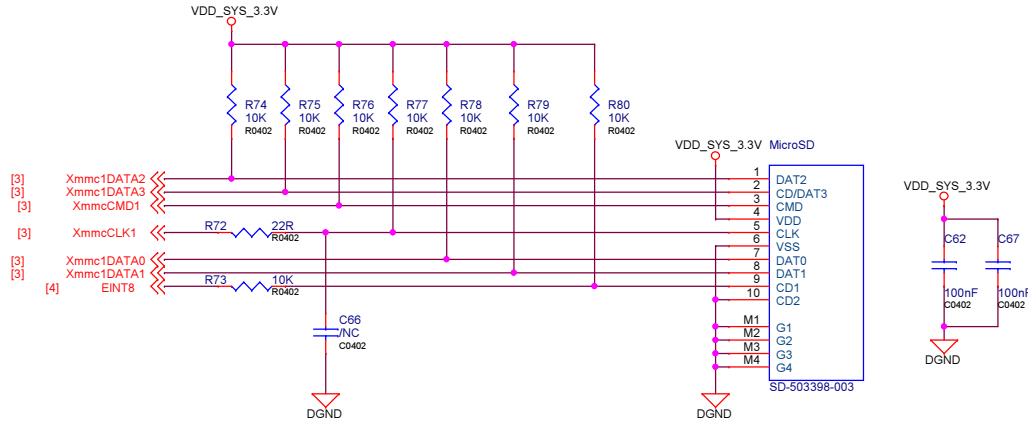 VDD_SYS_3.3V
R74
10K
R0402
R75
10K
R0402
R76
10K
R0402
R77
10K
R0402
R78
10K
R0402
R79
10K
R0402
R80
10K
R0402
[3] Xmmc1DATA2
[3] Xmmc1DATA3
[3] XmmcCMD1
[3] XmmcCLK1
R72 22R
R0402
[3] Xmmc1DATA0
[3] Xmmc1DATA1
[4] EINT8
R73 10K
R0402
C66
/NC
C0402
DGND
VDD_SYS_3.3V
MicroSD
1 DAT2
2 CD/DAT3
3 CMD
4 VDD
5 CLK
6 VSS
7 DAT0
8 DAT1
9 CD1
10 CD2
M1 G1
M2 G2
M3 G3
M4 G4
SD-503398-003
DGND
VDD_SYS_3.3V
C62
100nF
C0402
C67
100nF
C0402
DGND